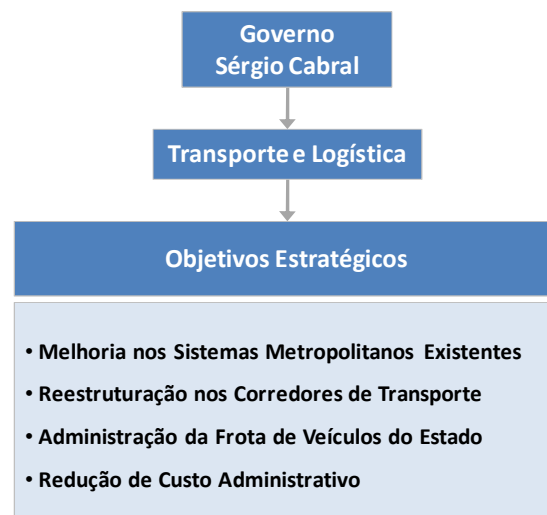 Governo
Sérgio Cabral
Transporte e Logística
Objetivos Estratégicos
• Melhoria nos Sistemas Metropolitanos Existentes
• Reestruturação nos Corredores de Transporte
• Administração da Frota de Veículos do Estado
• Redução de Custo Administrativo